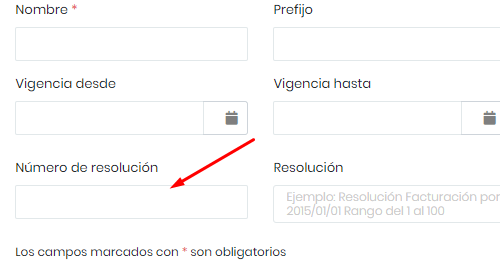 Nombre * Prefijo
Vigencia desde Vigencia hasta
Número de resolución Resolución
Ejemplo: Resolución Facturación por
2015/01/01 Rango del 1 al 100
Los campos marcados con * son obligatorios